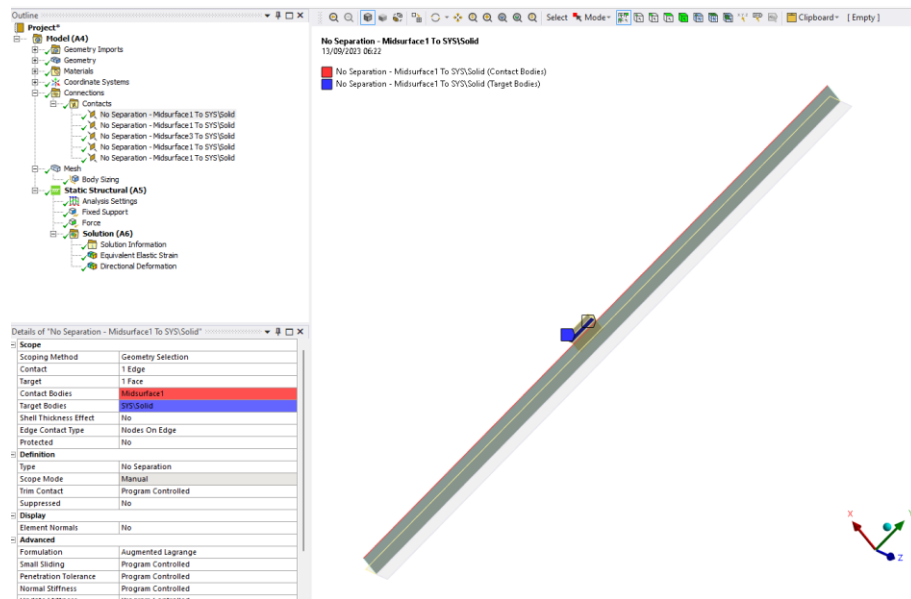 Outline
Project*
Model (A4)
Geometry Imports
Geometry
Materials
Coordinate Systems
Connections
Contacts
No Separation - Midsurface1 To SYS\Solid
No Separation - Midsurface1 To SYS\Solid
No Separation - Midsurface3 To SYS\Solid
No Separation - Midsurface1 To SYS\Solid
No Separation - Midsurface1 To SYS\Solid
Mesh
Body Sizing
Static Structural (A5)
Analysis Settings
Fixed Support
Force
Solution (A6)
Solution Information
Equivalent Elastic Strain
Directional Deformation
Details of "No Separation - Midsurface1 To SYS\Solid"
Scope
Scoping Method Geometry Selection
Contact 1 Edge
Target 1 Face
Contact Bodies Midsurface1
Target Bodies SYS\Solid
Shell Thickness Effect No
Edge Contact Type Nodes On Edge
Protected No
Definition
Type No Separation
Scope Mode Manual
Trim Contact Program Controlled
Suppressed No
Display
Element Normals No
Advanced
Formulation Augmented Lagrange
Small Sliding Program Controlled
Penetration Tolerance Program Controlled
Normal Stiffness Program Controlled
Select Mode Clipboard [ Empty ]
No Separation - Midsurface1 To SYS\Solid
13/09/2023 06:22
No Separation - Midsurface1 To SYS\Solid (Contact Bodies)
No Separation - Midsurface1 To SYS\Solid (Target Bodies)
X
Y
Z